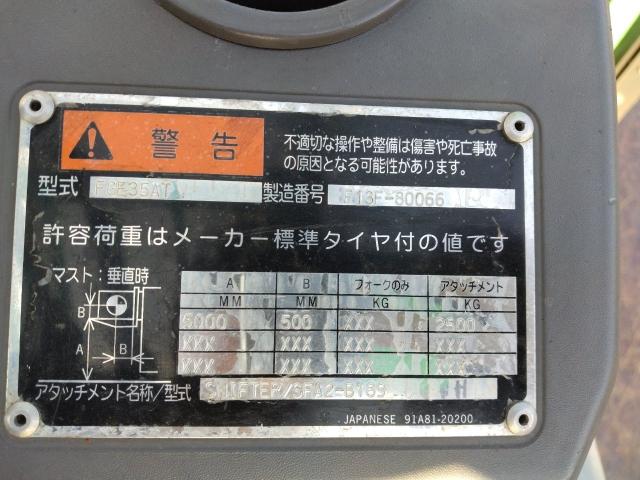 警告
不適切な操作や整備は傷害や死亡事故
の原因となる可能性があります。
型式 FGE35AT 製造番号 F13F-80066
許容荷重はメーカー標準タイヤ付の値です
マスト:垂直時
A B フォークのみ アタッチメント
MM MM KG KG
6000 500 XXX 2500
XXX XXX XXX XXX
XXX XXX XXX XXX
B
A B
アタッチメント名称/型式
JAPANESE 91A81-20200